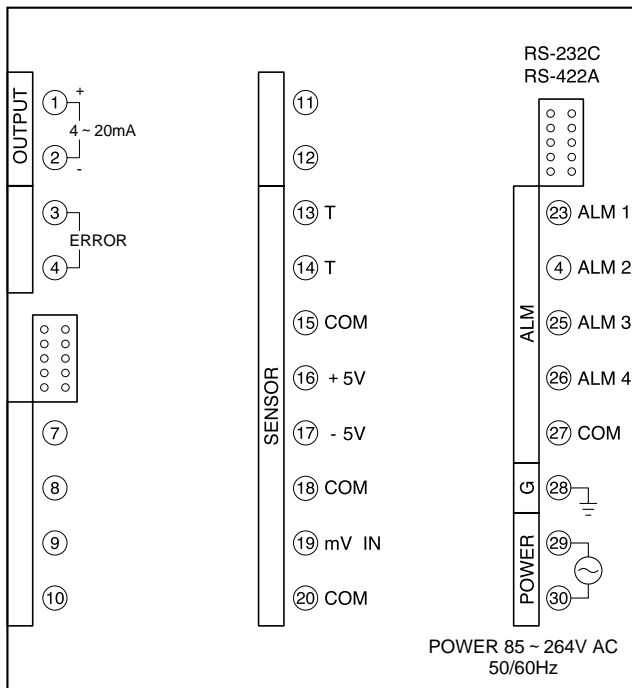 OUTPUT
1 +
4 ~ 20mA
2 -
3
ERROR
4
7
8
9
10
SENSOR
11
12
13 T
14 T
15 COM
16 + 5V
17 - 5V
18 COM
19 mV IN
20 COM
RS-232C
RS-422A
ALM
23 ALM 1
4 ALM 2
25 ALM 3
26 ALM 4
27 COM
G
28
POWER
29
30
POWER 85 ~ 264V AC
50/60Hz